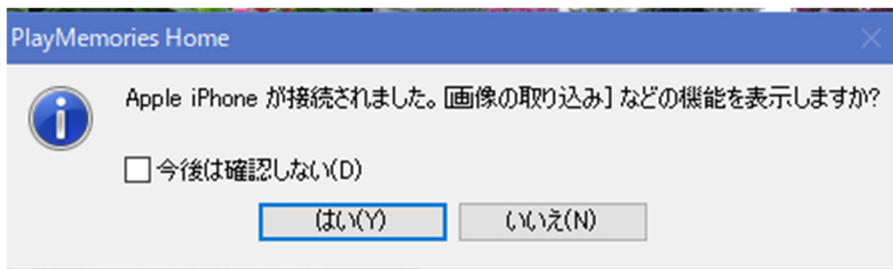 PlayMemories Home
Apple iPhone が接続されました。[画像の取り込み] などの機能を表示しますか?
今後は確認しない(D)
はい(Y)
いいえ(N)